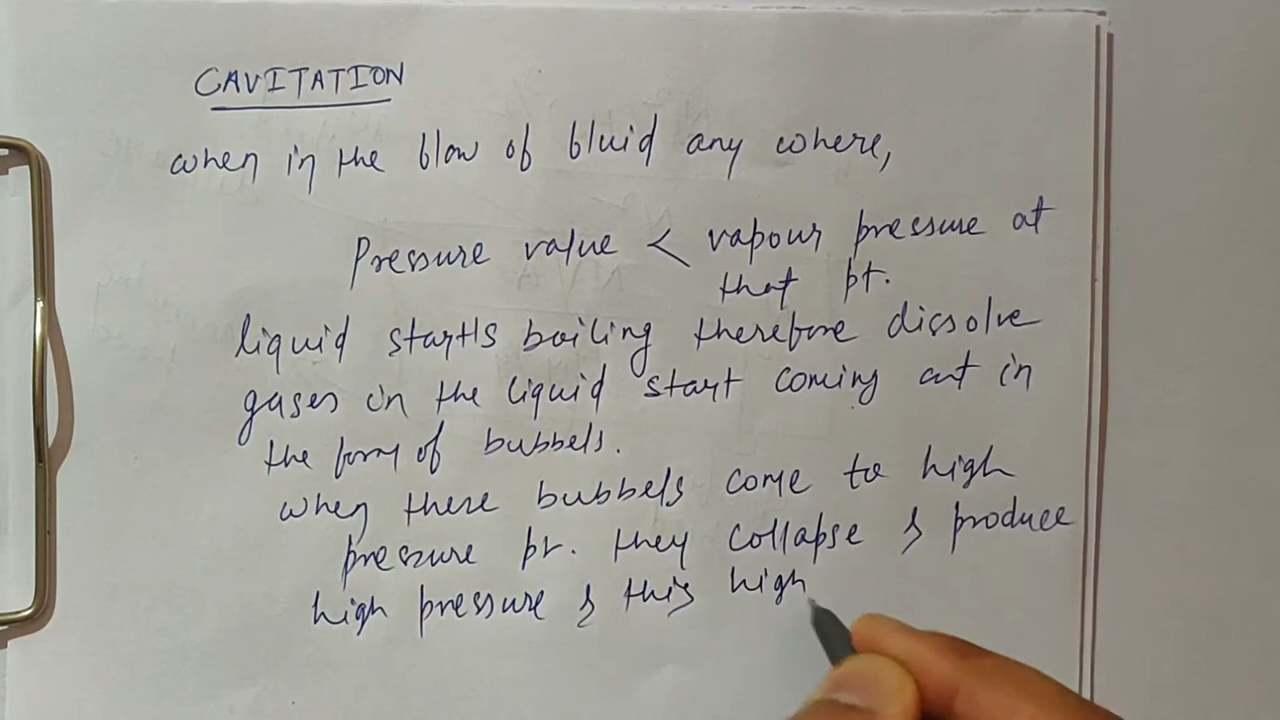 CAVITATION
when in the flow of fluid any where,
Pressure value < vapour pressure at
that pt.
liquid starts boiling therefore dissolve
gases in the liquid start coming out in
the form of bubbels.
when these bubbels come to high
pressure pt. they collapse & produce
high pressure & this high